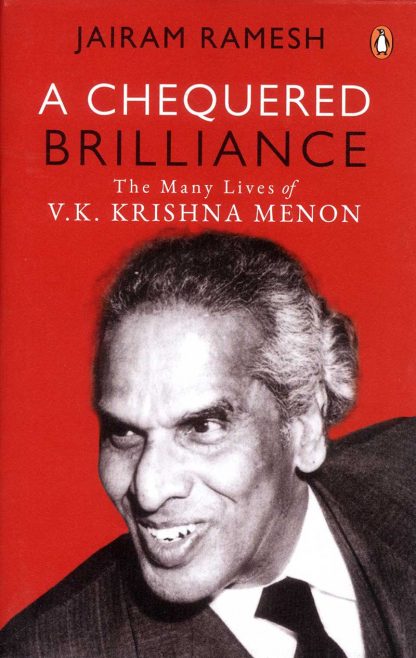 JAIRAM RAMESH
A CHEQUERED
BRILLIANCE
The Many Lives of
V.K. KRISHNA MENON